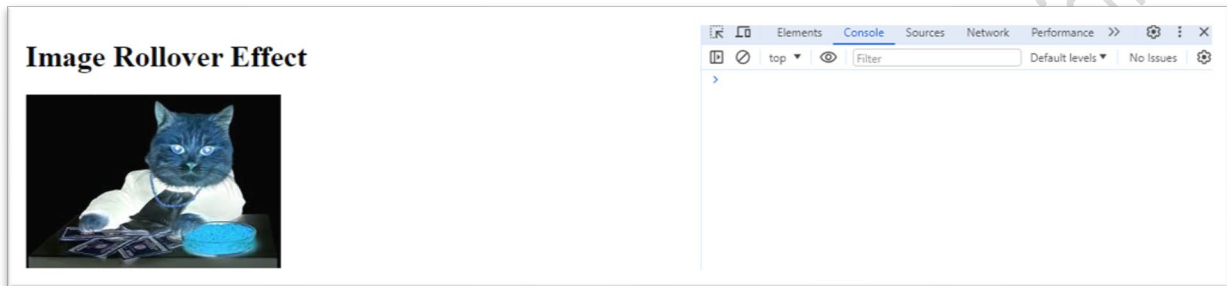 Image Rollover Effect
Elements Console Sources Network Performance
top Filter Default levels No Issues